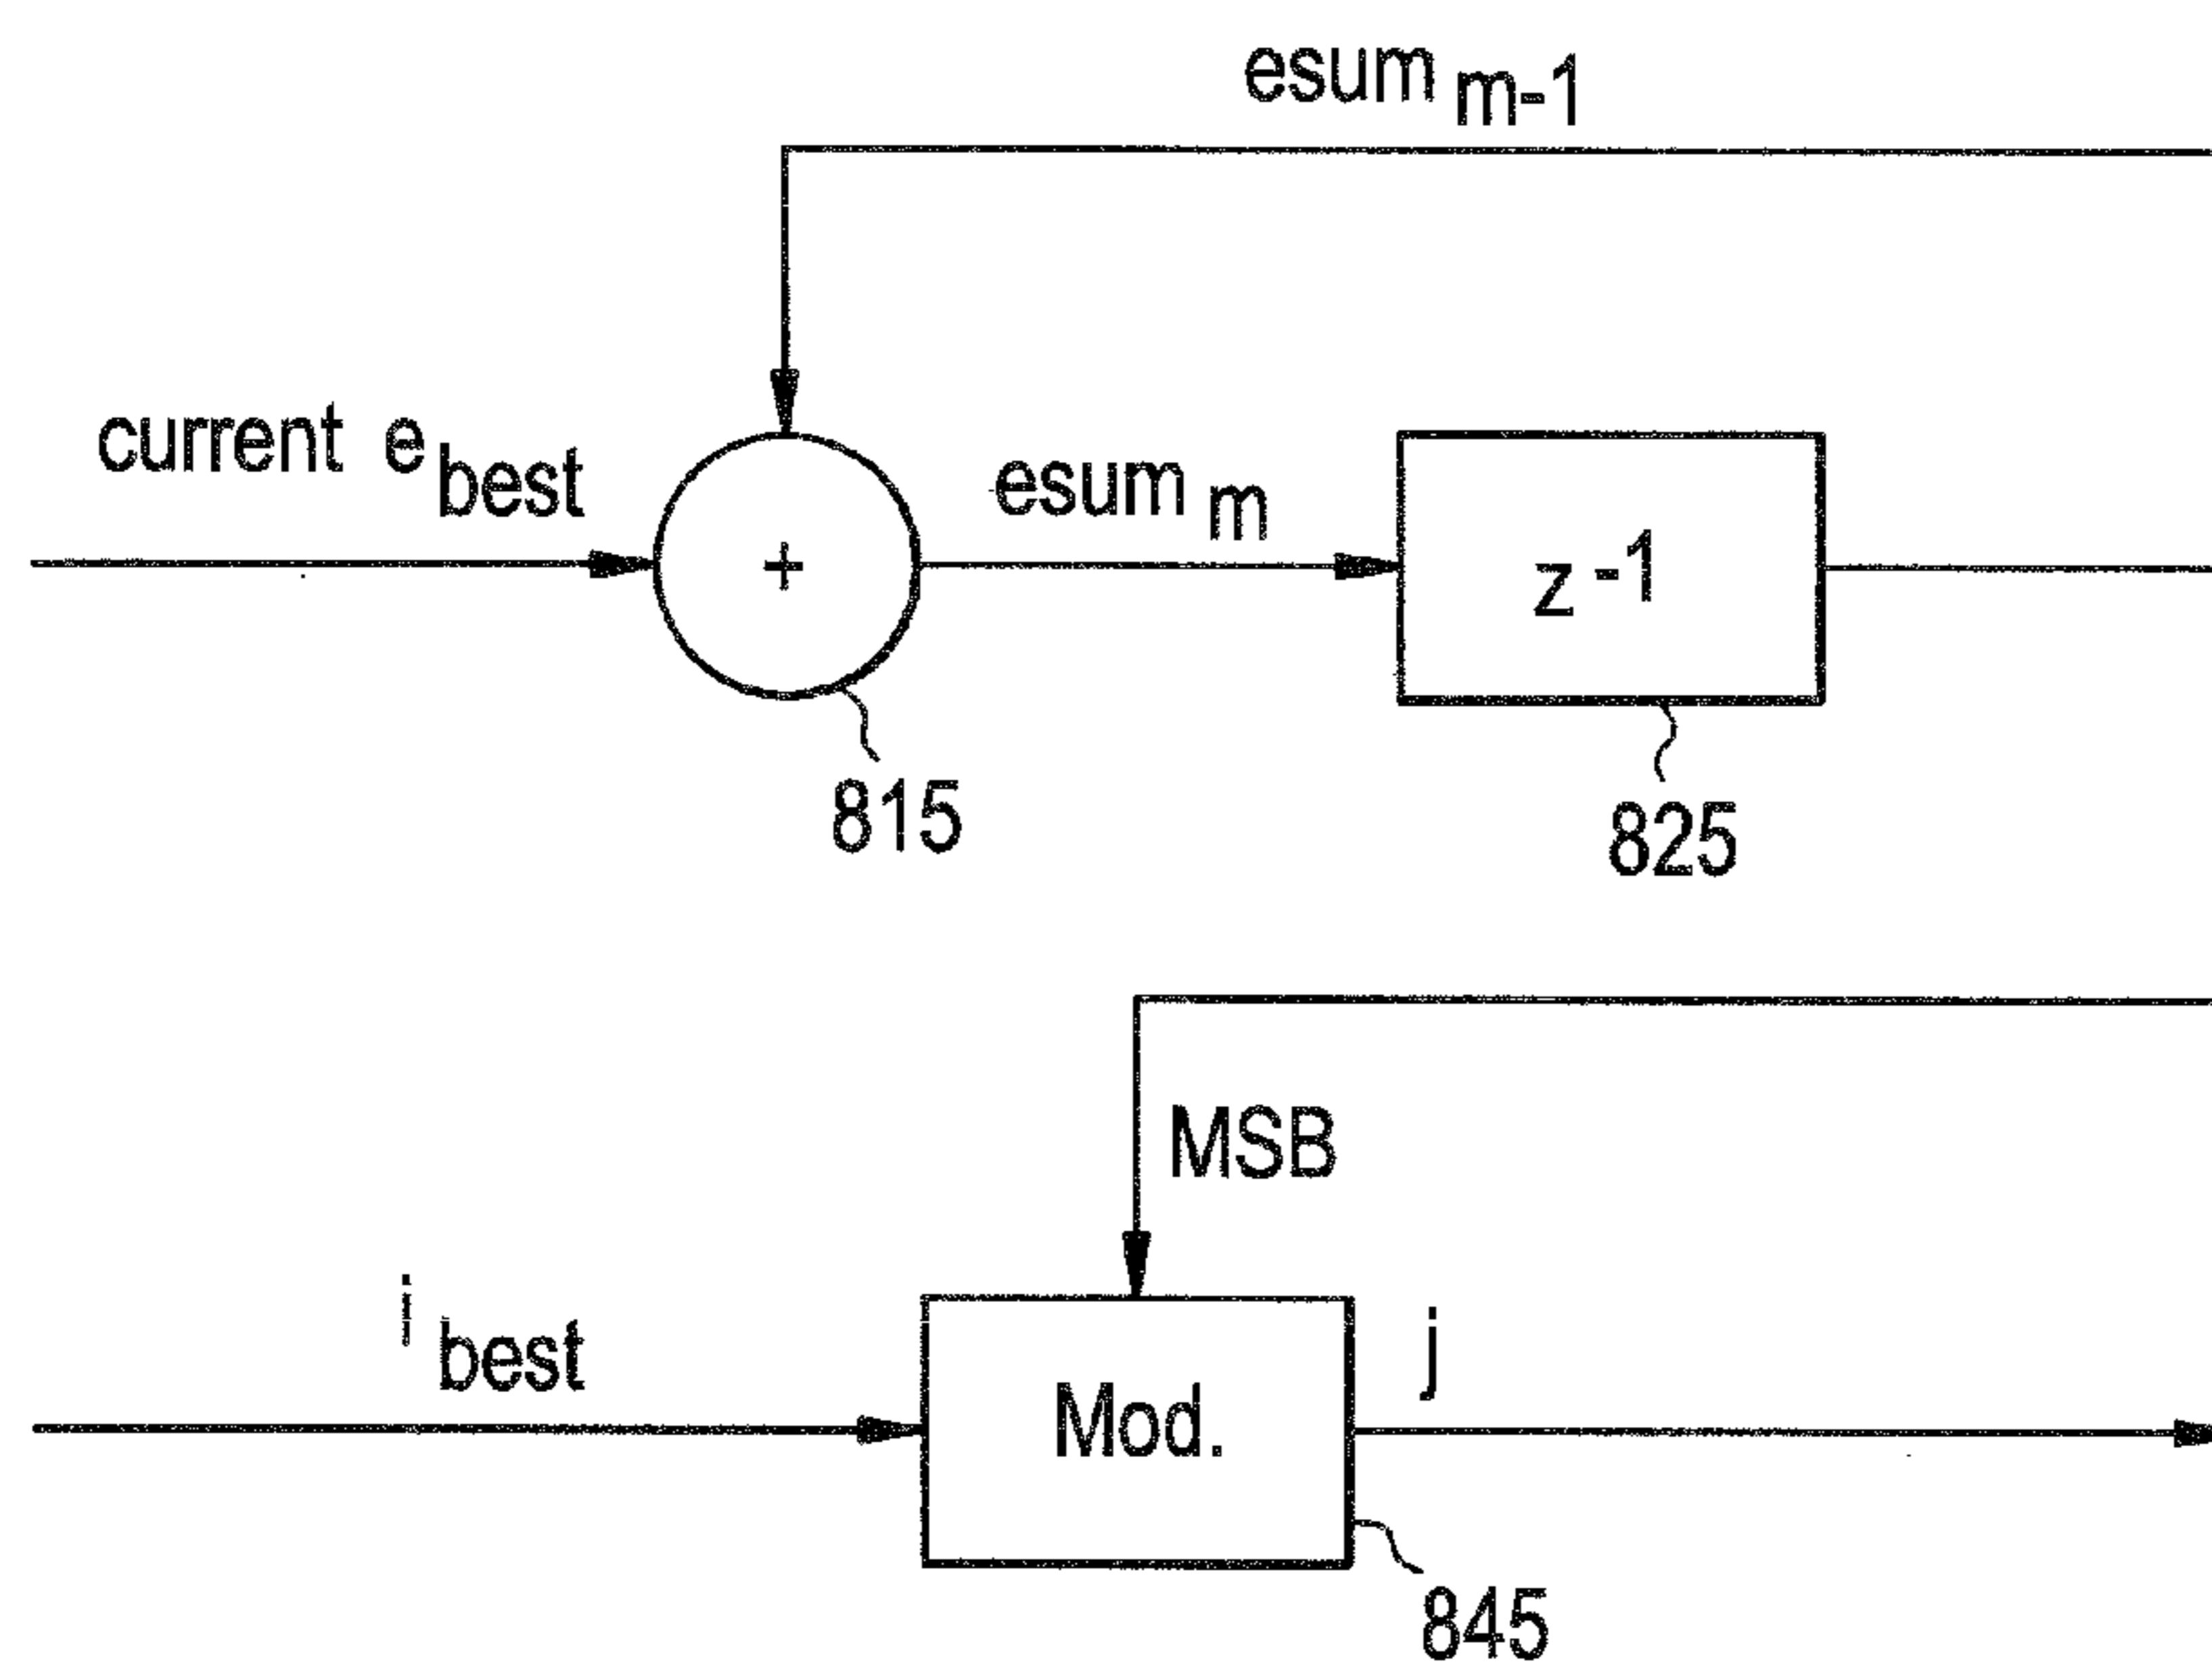 esum m-1
current e best
esum m
+
z -1
815
825
MSB
i best
Mod.
j
845